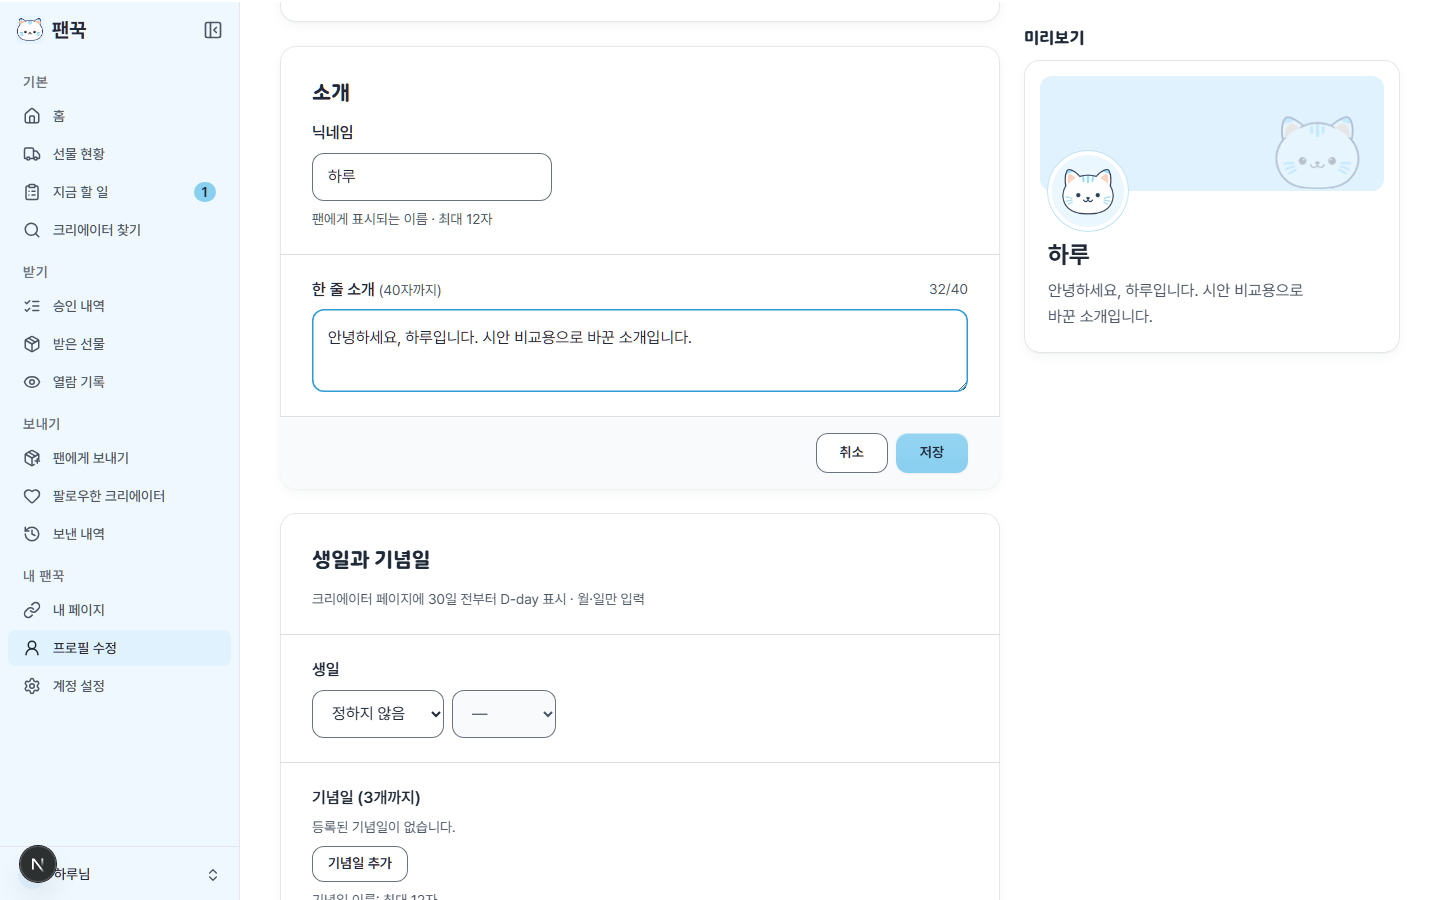 팬꾹
기본
홈
선물 현황
지금 할 일
1
크리에이터 찾기
받기
승인 내역
받은 선물
열람 기록
보내기
팬에게 보내기
팔로우한 크리에이터
보낸 내역
내 팬꾹
내 페이지
프로필 수정
계정 설정
N
하루님
소개
닉네임
하루
팬에게 표시되는 이름 · 최대 12자
한 줄 소개 (40자까지)
32/40
안녕하세요, 하루입니다. 시안 비교용으로 바꾼 소개입니다.
취소
저장
생일과 기념일
크리에이터 페이지에 30일 전부터 D-day 표시 · 월·일만 입력
생일
정하지 않음
—
기념일 (3개까지)
등록된 기념일이 없습니다.
기념일 추가
기념일 이름: 최대 12자
미리보기
하루
안녕하세요, 하루입니다. 시안 비교용으로
바꾼 소개입니다.